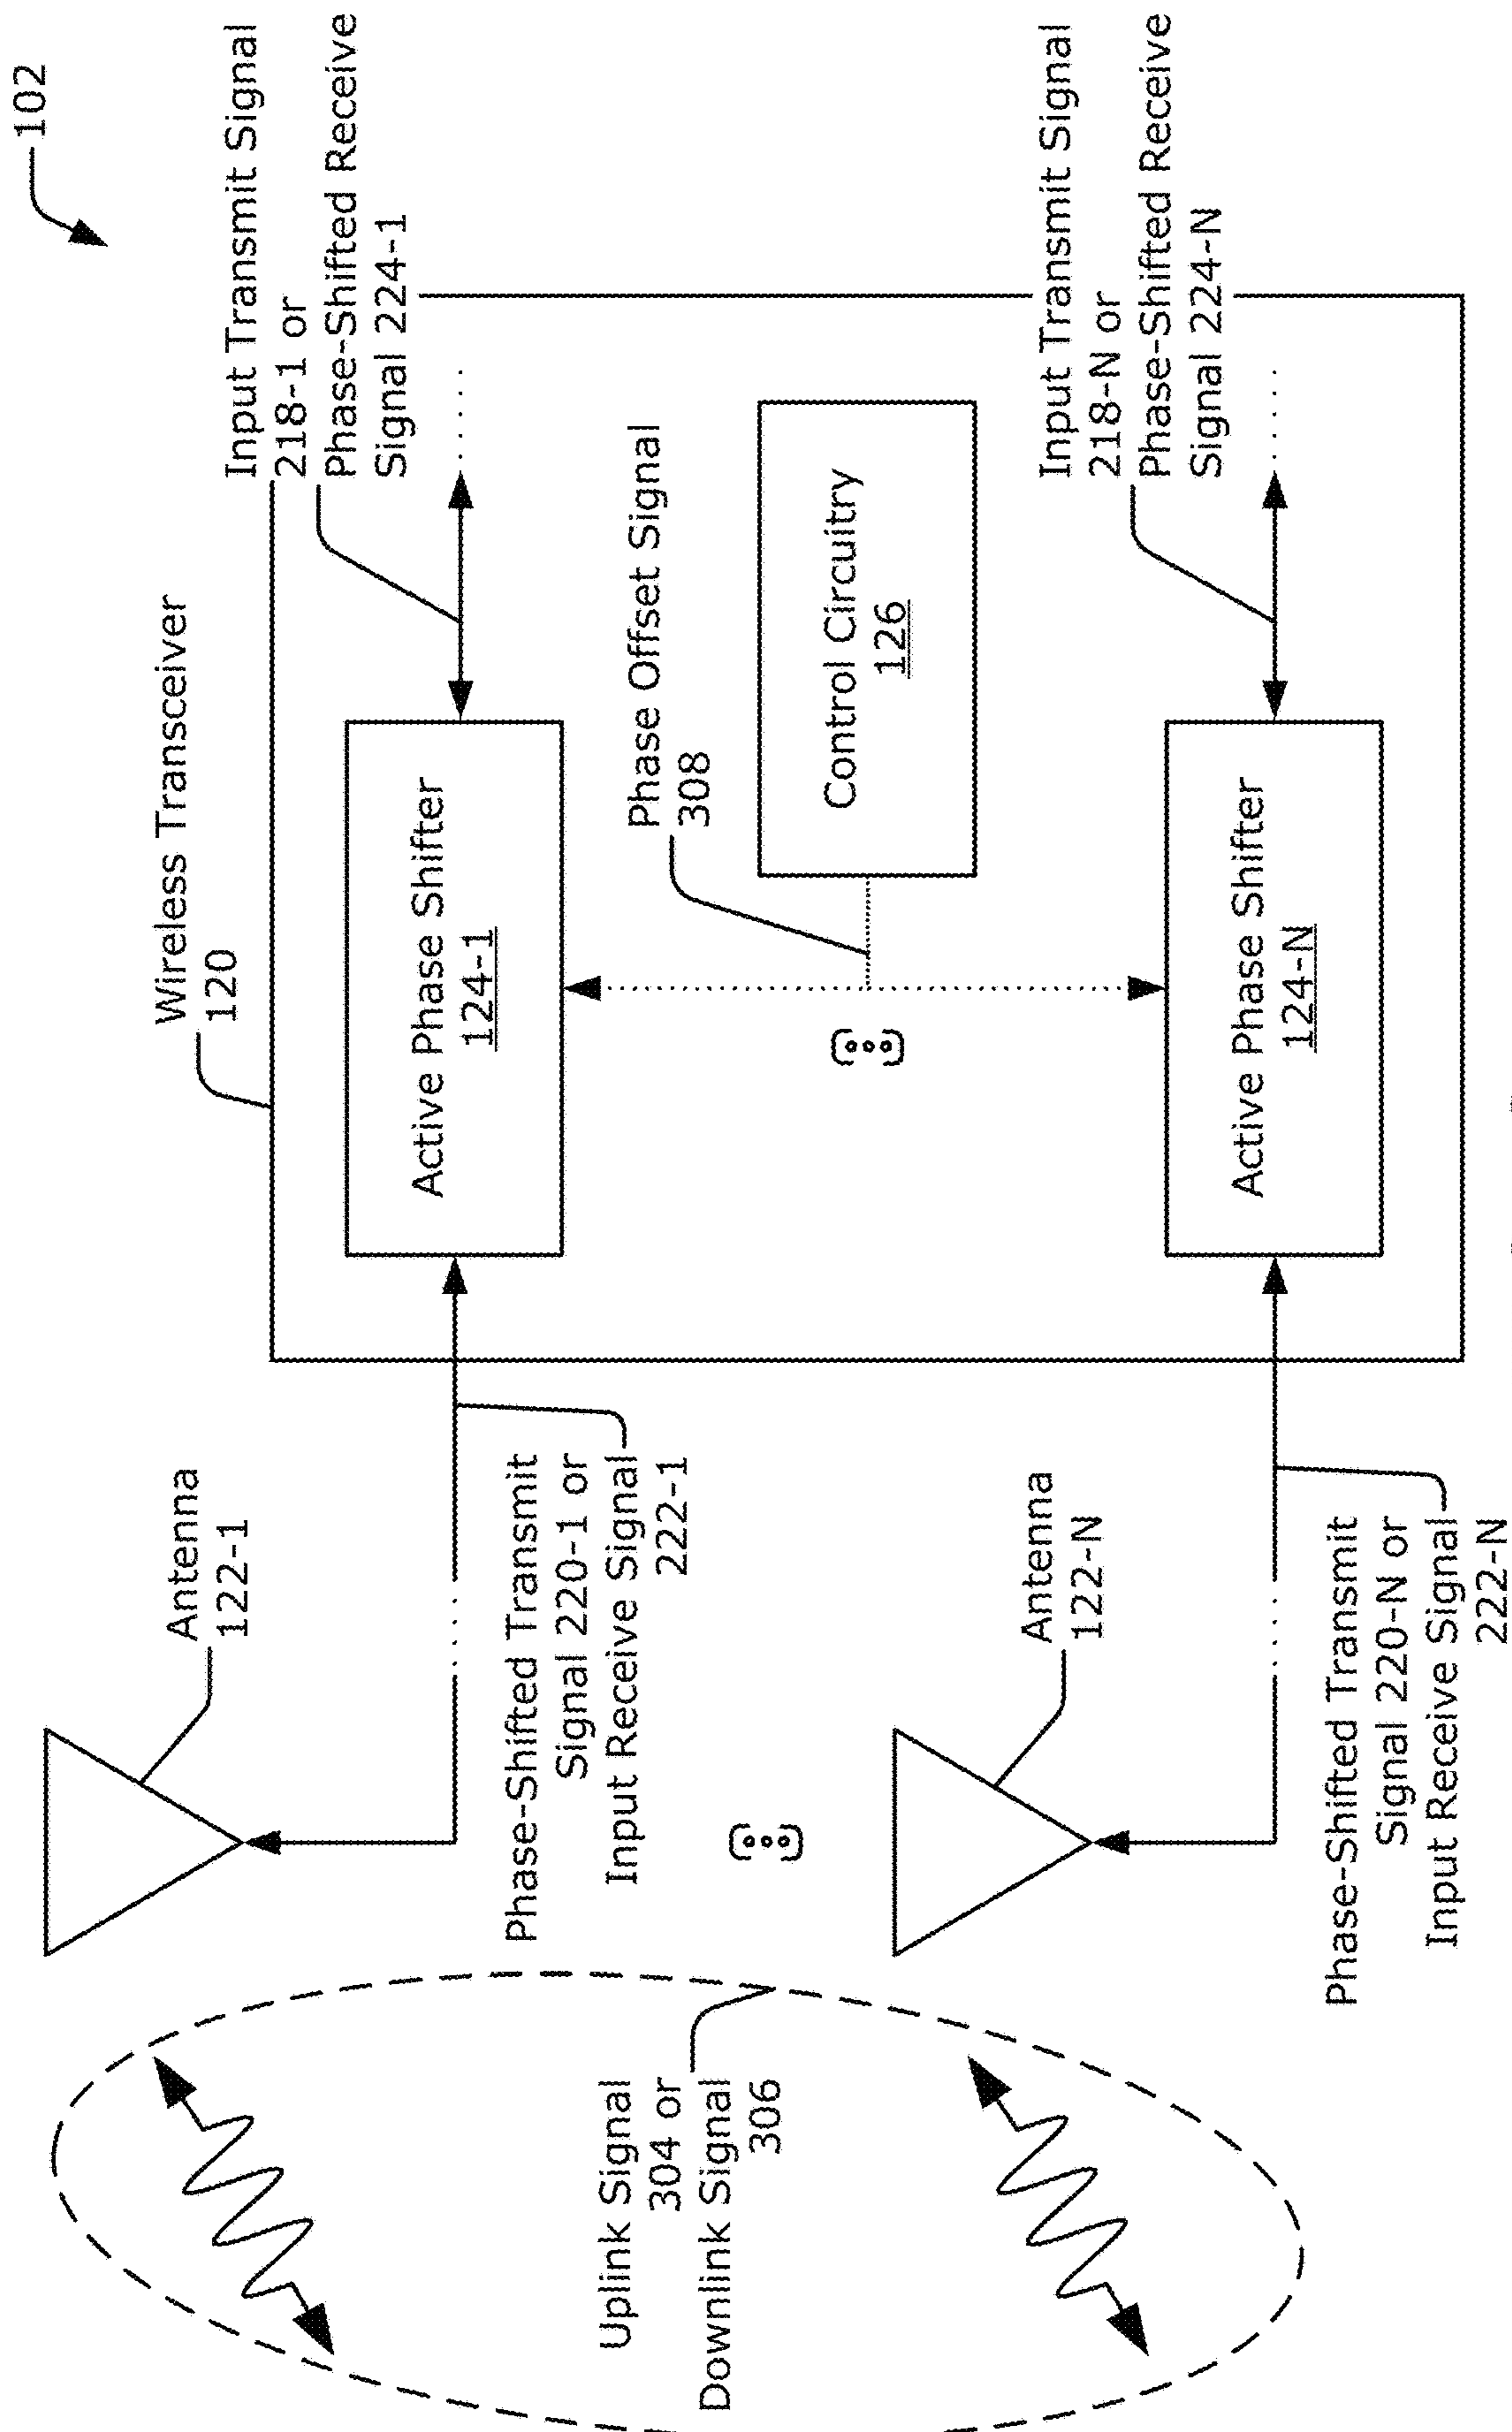 102
Wireless Transceiver
120
Input Transmit Signal
218-1 or
Phase-Shifted Receive
Signal 224-1
Antenna
122-1
Active Phase Shifter
124-1
Phase-Shifted Transmit
Signal 220-1 or
Input Receive Signal
222-1
Phase Offset Signal
308
Uplink Signal
304 or
Downlink Signal
306
Control Circuitry
126
Antenna
122-N
Input Transmit Signal
218-N or
Phase-Shifted Receive
Signal 224-N
Active Phase Shifter
124-N
Phase-Shifted Transmit
Signal 220-N or
Input Receive Signal
222-N